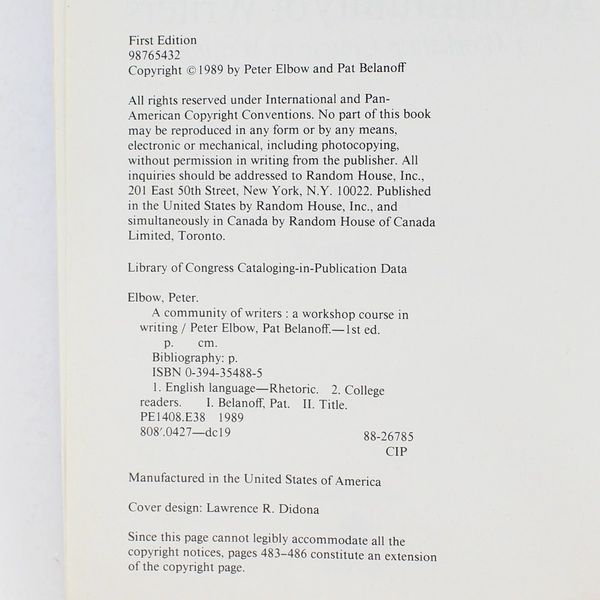 First Edition
98765432
Copyright © 1989 by Peter Elbow and Pat Belanoff
All rights reserved under International and Pan-
American Copyright Conventions. No part of this book
may be reproduced in any form or by any means,
electronic or mechanical, including photocopying,
without permission in writing from the publisher. All
inquiries should be addressed to Random House, Inc.,
201 East 50th Street, New York, N.Y. 10022. Published
in the United States by Random House, Inc., and
simultaneously in Canada by Random House of Canada
Limited, Toronto.
Library of Congress Cataloging-in-Publication Data
Elbow, Peter.
A community of writers : a workshop course in
writing / Peter Elbow, Pat Belanoff.—1st ed.
p. cm.
Bibliography: p.
ISBN 0-394-35488-5
1. English language—Rhetoric. 2. College
readers. I. Belanoff, Pat. II. Title.
PE1408.E38 1989
808′.0427—dc19
88-26785
CIP
Manufactured in the United States of America
Cover design: Lawrence R. Didona
Since this page cannot legibly accommodate all the
copyright notices, pages 483–486 constitute an extension
of the copyright page.